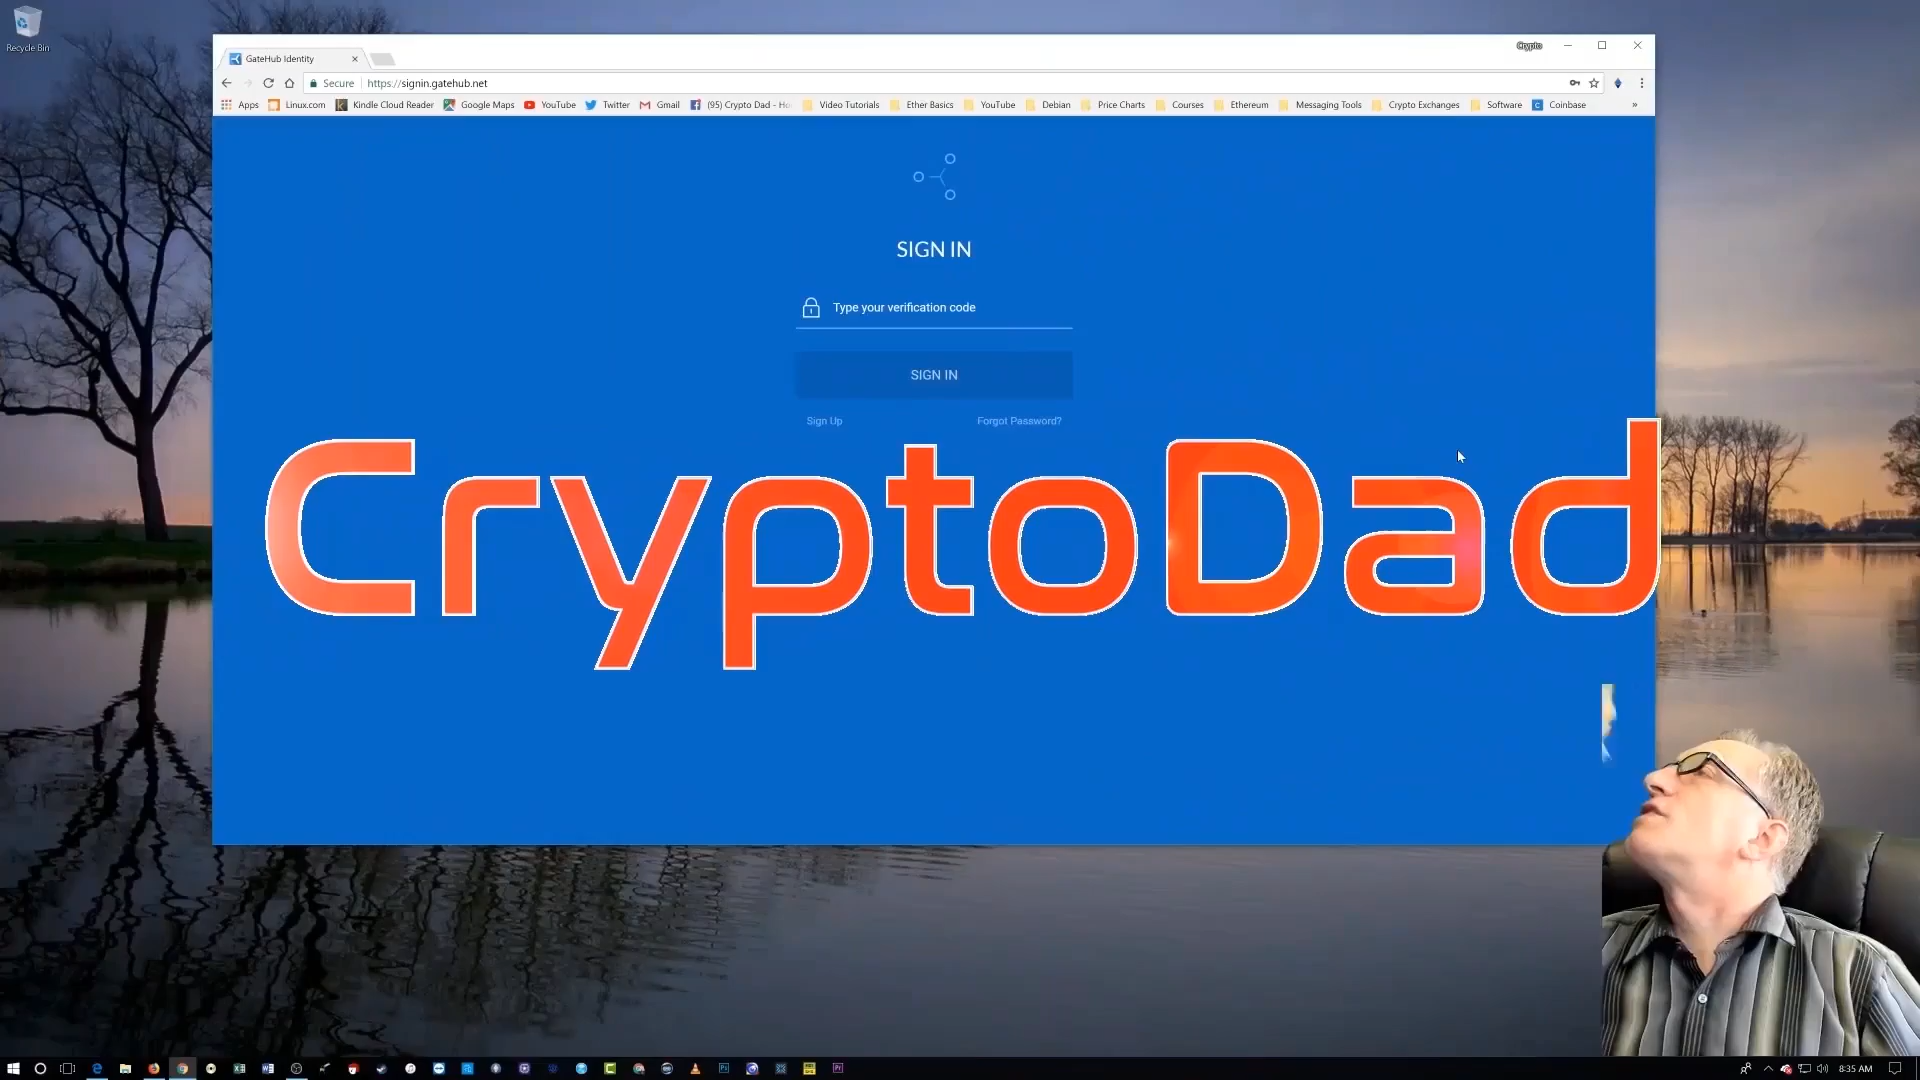 Recycle Bin
Crypto
GateHub Identity
Secure https://signin.gatehub.net
Apps Linux.com Kindle Cloud Reader Google Maps YouTube Twitter Gmail (95) Crypto Dad - Ho Video Tutorials Ether Basics YouTube Debian Price Charts Courses Ethereum Messaging Tools Crypto Exchanges Software Coinbase »
SIGN IN
Type your verification code
SIGN IN
Sign Up Forgot Password?
CryptoDad
8:35 AM